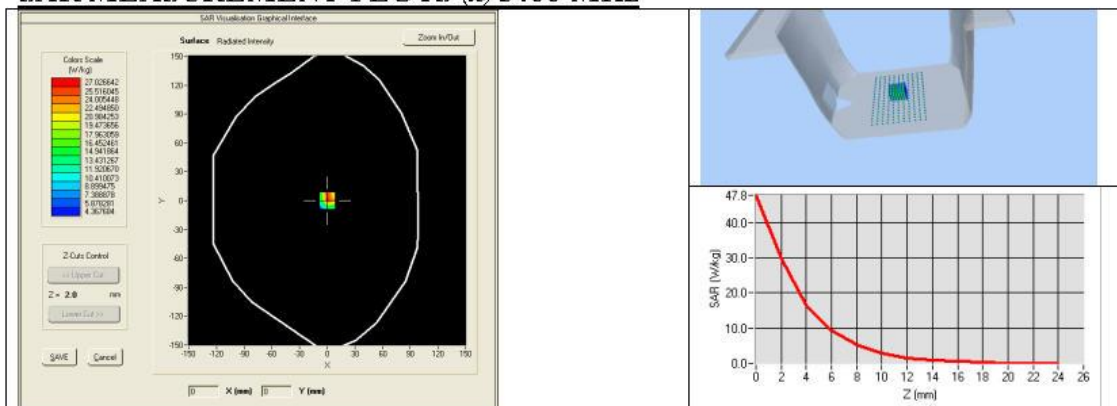 SAR Visualisation Graphical Interface
Surface Radiated Intensity
Zoom In/Out
Colors Scale
(W/kg)
27.026642
25.516045
24.005448
22.494850
20.984253
19.473656
17.963059
16.452461
14.941864
13.431267
11.920670
10.410073
8.899475
7.388878
5.878281
4.367684
150
120
90
60
30
0
-30
-60
-90
-120
-150
Y
-150 -120 -90 -60 -30 0 30 60 90 120 150
X
Z-Cuts Control
<< Upper Cut
Z = 2.0 mm
Lower Cut >>
SAVE Cancel
0 X (mm) 0 Y (mm)
47.8
40.0
30.0
20.0
10.0
0.0
SAR (W/kg)
0 2 4 6 8 10 12 14 16 18 20 22 24 26
Z (mm)